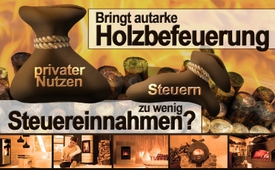 Bringt autarke
Holzbefeuerung
privater
Nutzen
Steuern
zu wenig
Steuereinnahmen?